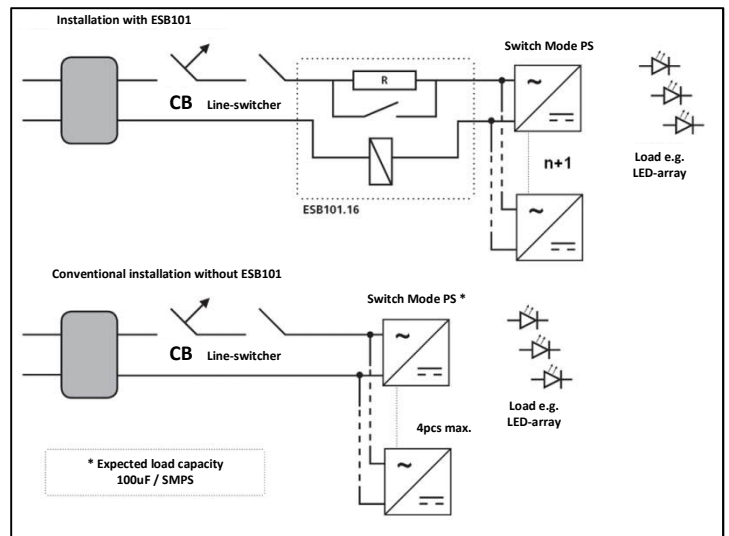 Installation with ESB101
Switch Mode PS
R
CB Line-switcher
~
n+1
Load e.g.
LED-array
ESB101.16
~
Conventional installation without ESB101
Switch Mode PS *
CB Line-switcher
~
4pcs max.
Load e.g.
LED-array
* Expected load capacity
100uF / SMPS
~